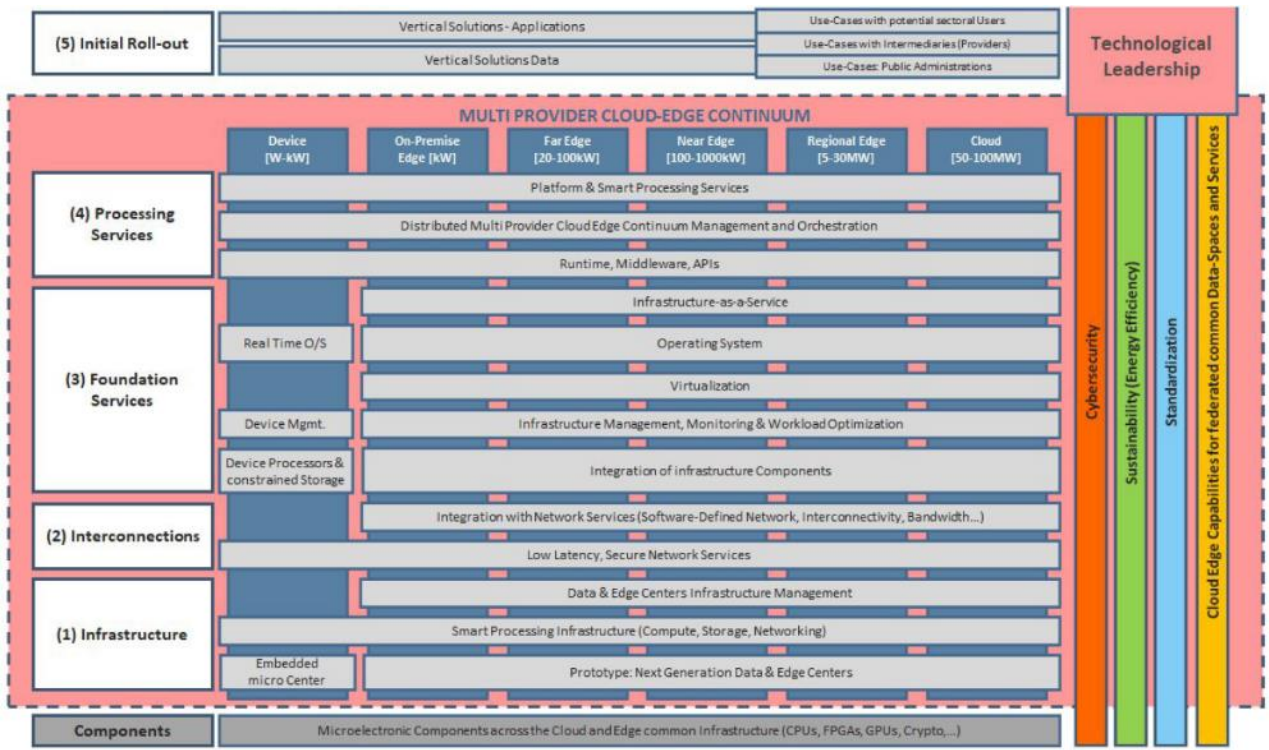 (5) Initial Roll-out
Vertical Solutions - Applications
Vertical Solutions Data
Use-Cases with potential sectoral Users
Use-Cases with Intermediaries (Providers)
Use-Cases: Public Administrations
Technological
Leadership
MULTI PROVIDER CLOUD-EDGE CONTINUUM
Device
[W-kW]
On-Premise
Edge [kW]
Far Edge
[20-100kW]
Near Edge
[100-1000kW]
Regional Edge
[5-30MW]
Cloud
[50-100MW]
(4) Processing
Services
Platform & Smart Processing Services
Distributed Multi Provider Cloud Edge Continuum Management and Orchestration
Runtime, Middleware, APIs
(3) Foundation
Services
Infrastructure-as-a-Service
Real Time O/S
Operating System
Virtualization
Device Mgmt.
Infrastructure Management, Monitoring & Workload Optimization
Device Processors &
constrained Storage
Integration of infrastructure Components
(2) Interconnections
Integration with Network Services (Software-Defined Network, Interconnectivity, Bandwidth...)
Low Latency, Secure Network Services
(1) Infrastructure
Data & Edge Centers Infrastructure Management
Smart Processing Infrastructure (Compute, Storage, Networking)
Embedded
micro Center
Prototype: Next Generation Data & Edge Centers
Components
Microelectronic Components across the Cloud and Edge common Infrastructure (CPUs, FPGAs, GPUs, Crypto,...)
Cybersecurity
Sustainability (Energy Efficiency)
Standardization
Cloud Edge Capabilities for federated common Data-Spaces and Services